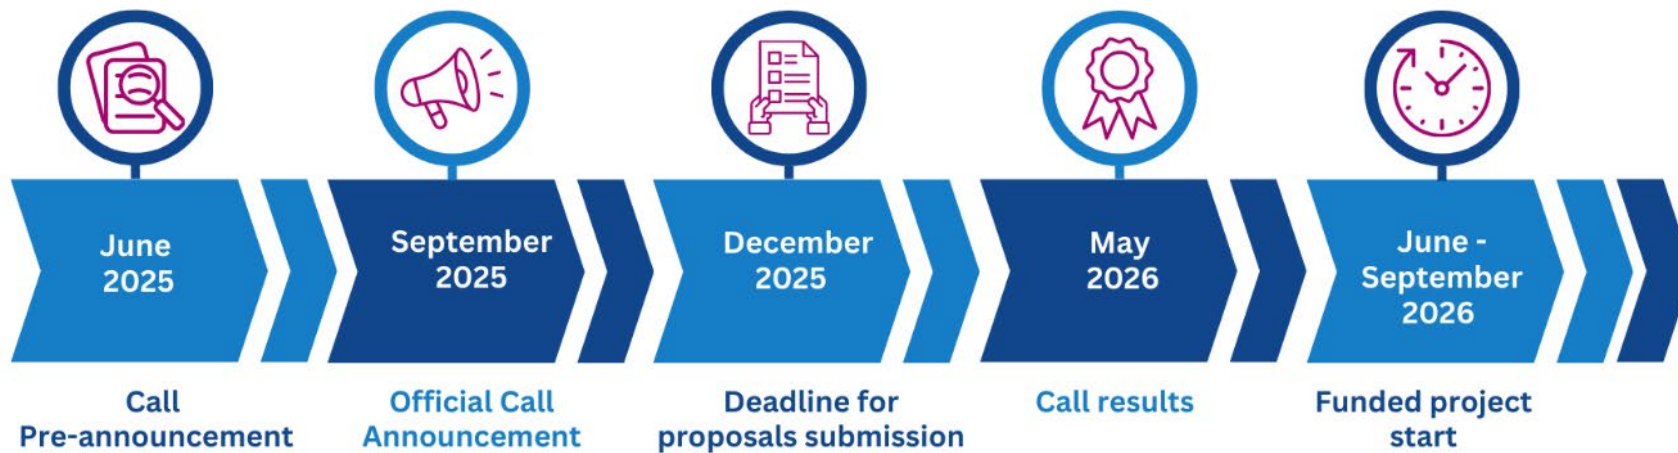 June
2025
September
2025
December
2025
May
2026
June -
September
2026
Call
Pre-announcement
Official Call
Announcement
Deadline for
proposals submission
Call results
Funded project
start